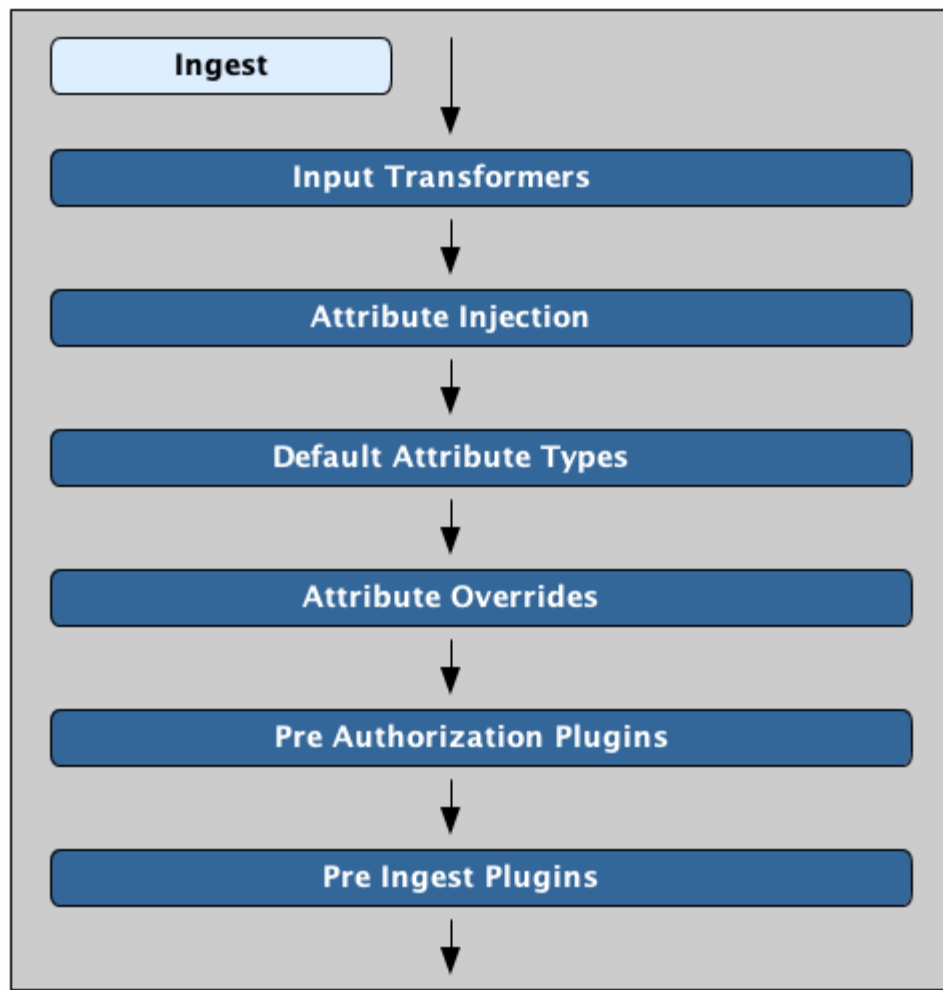 Ingest
Input Transformers
Attribute Injection
Default Attribute Types
Attribute Overrides
Pre Authorization Plugins
Pre Ingest Plugins